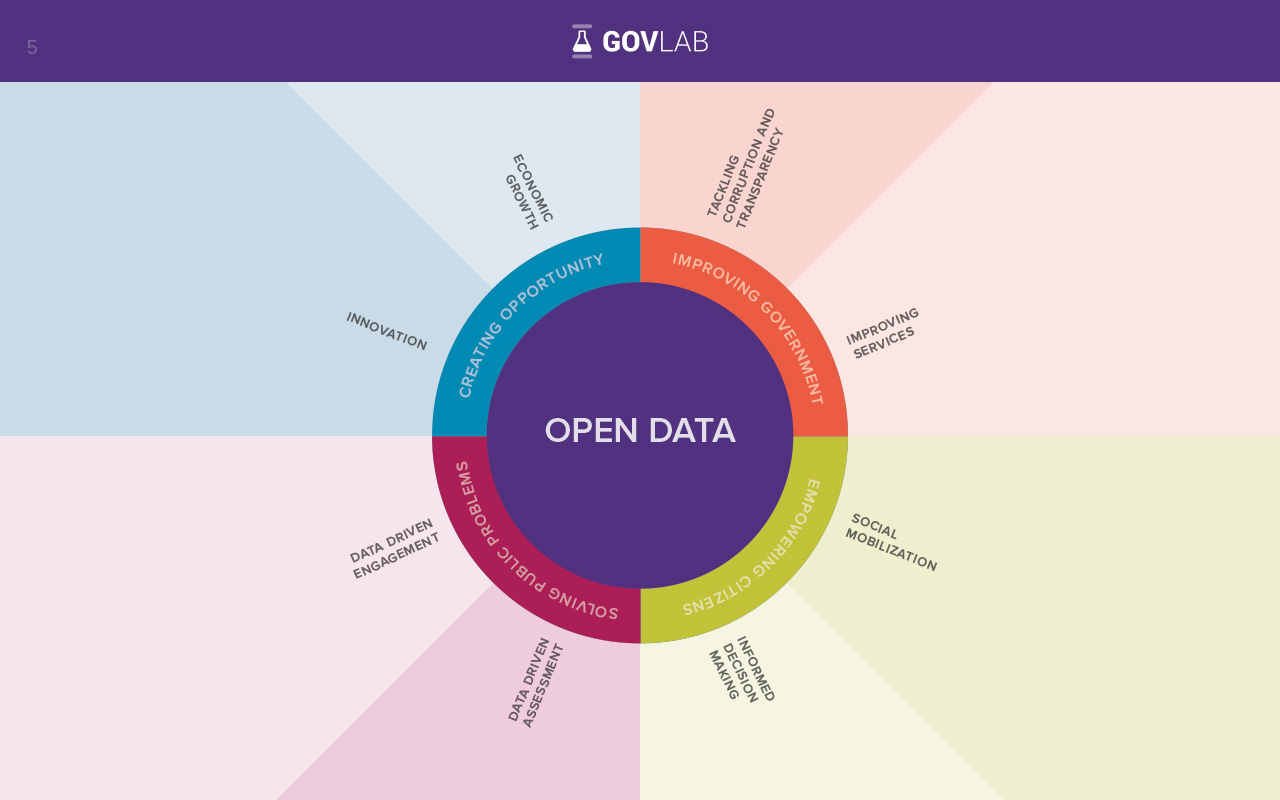 5
GOVLAB
ECONOMIC
GROWTH
TACKLING
CORRUPTION AND
TRANSPARENCY
INNOVATION
CREATING OPPORTUNITY
IMPROVING GOVERNMENT
IMPROVING
SERVICES
OPEN DATA
DATA DRIVEN
ENGAGEMENT
SOLVING PUBLIC PROBLEMS
EMPOWERING CITIZENS
SOCIAL
MOBILIZATION
DATA DRIVEN
ASSESSMENT
INFORMED
DECISION
MAKING